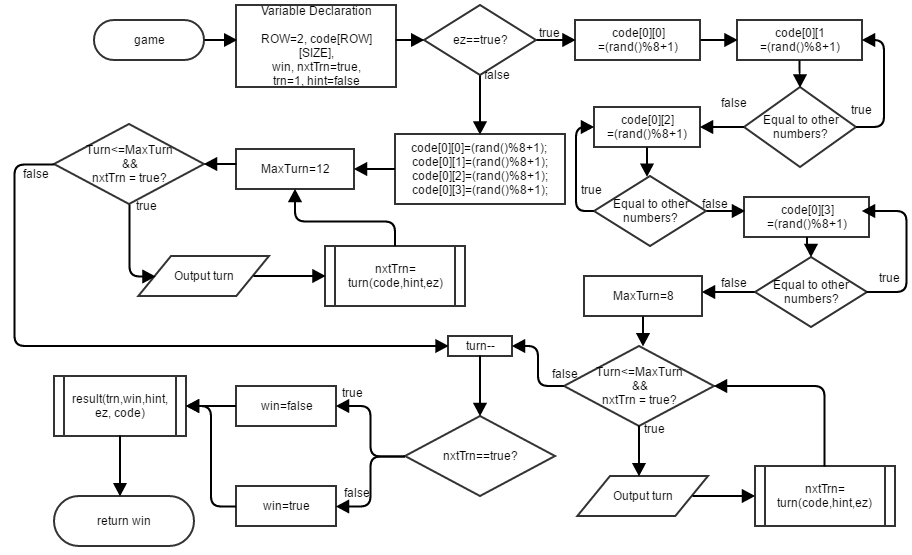 game
Variable Declaration
ROW=2, code[ROW]
[SIZE],
win, nxtTrn=true,
trn=1, hint=false
ez==true?
true
false
code[0][0]
=(rand()%8+1)
code[0][1
=(rand()%8+1)
Equal to other
numbers?
false
true
code[0][2]
=(rand()%8+1)
Equal to other
numbers?
true
false
code[0][3]
=(rand()%8+1)
Equal to other
numbers?
false
true
MaxTurn=8
code[0][0]=(rand()%8+1);
code[0][1]=(rand()%8+1);
code[0][2]=(rand()%8+1);
code[0][3]=(rand()%8+1);
MaxTurn=12
Turn<=MaxTurn
&&
nxtTrn = true?
false
true
Output turn
nxtTrn=
turn(code,hint,ez)
turn--
Turn<=MaxTurn
&&
nxtTrn = true?
false
true
Output turn
nxtTrn=
turn(code,hint,ez)
nxtTrn==true?
true
false
win=false
win=true
result(trn,win,hint,
ez, code)
return win